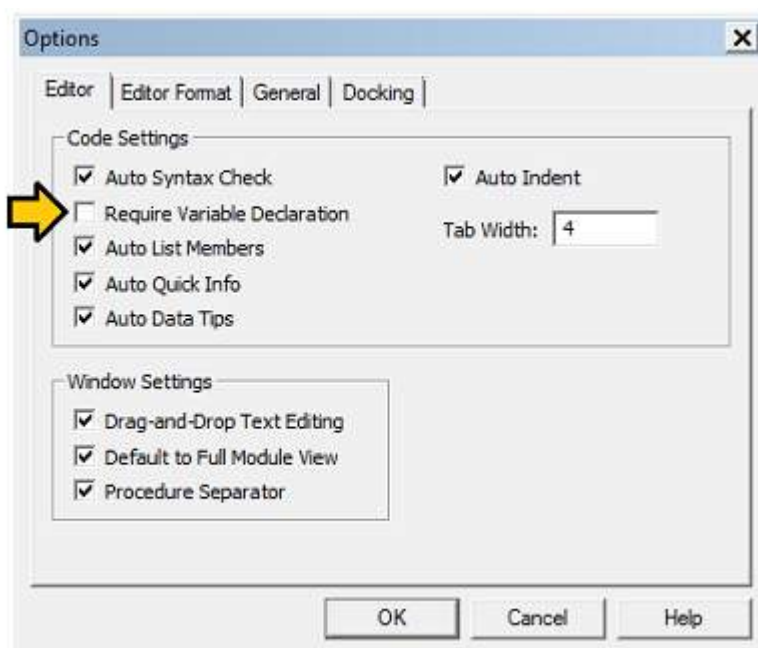 Options
Editor Editor Format General Docking
Code Settings
Auto Syntax Check Auto Indent
Require Variable Declaration
Tab Width: 4
Auto List Members
Auto Quick Info
Auto Data Tips
Window Settings
Drag-and-Drop Text Editing
Default to Full Module View
Procedure Separator
OK Cancel Help